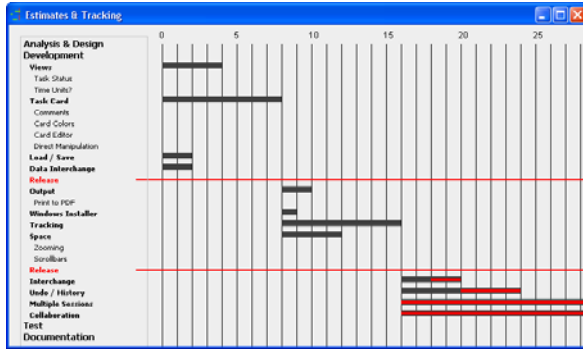 Estimates & Tracking
0 5 10 15 20 25
Analysis & Design
Development
Views
Task Status
Time Units?
Task Card
Comments
Card Colors
Card Editor
Direct Manipulation
Load / Save
Data Interchange
Release
Output
Print to PDF
Windows Installer
Tracking
Space
Zooming
Scrollbars
Release
Interchange
Undo / History
Multiple Sessions
Collaboration
Test
Documentation